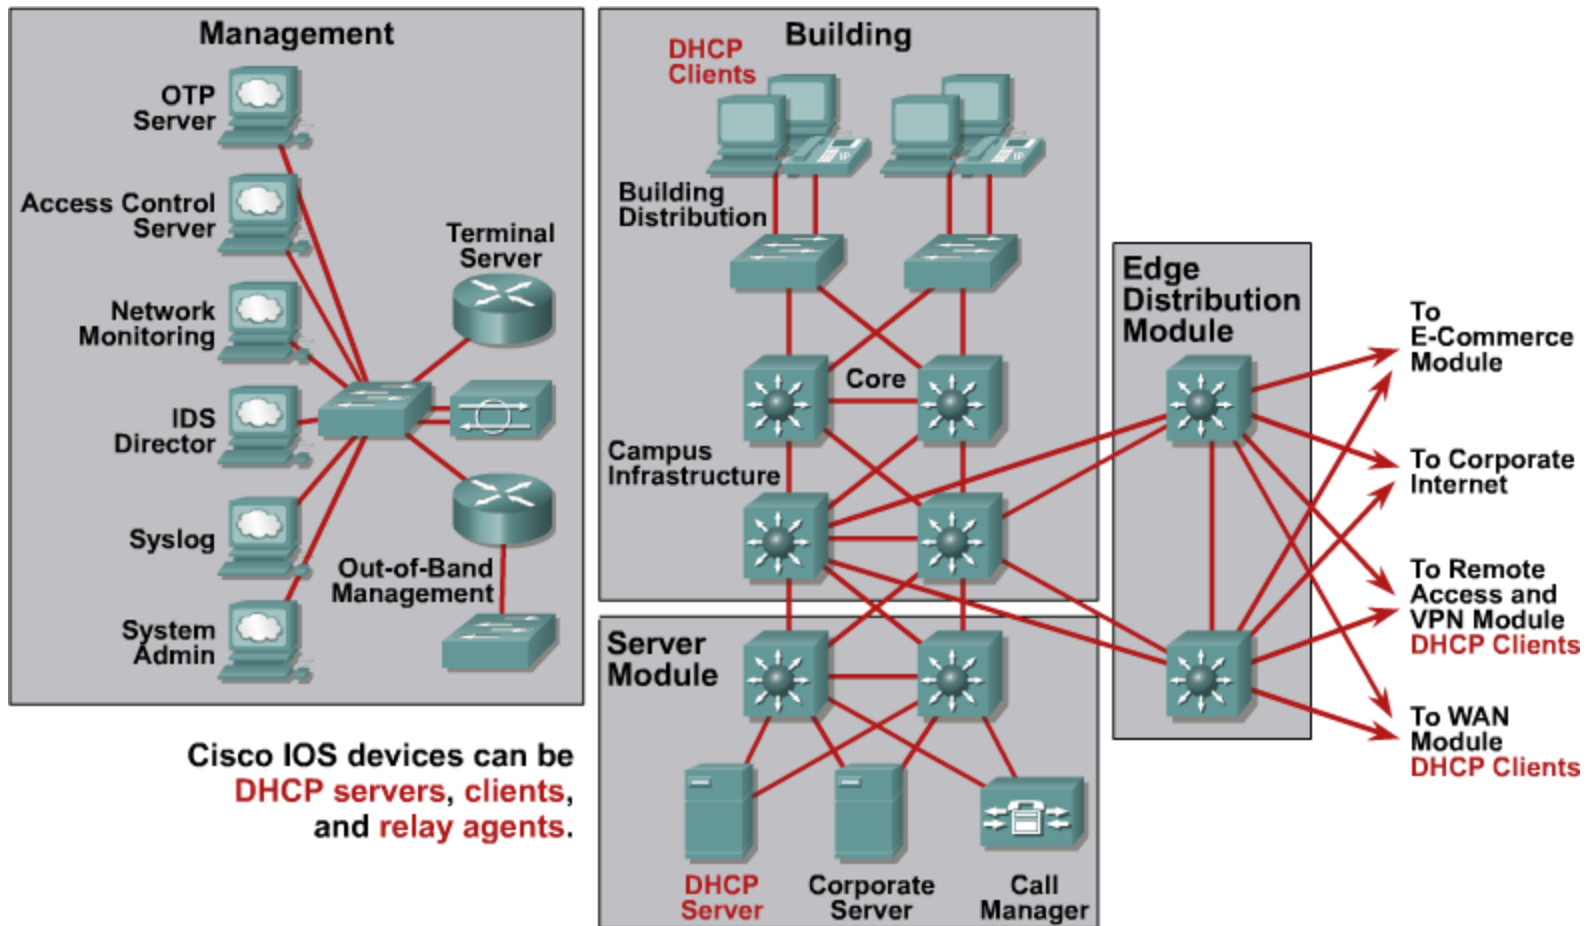 Management
OTP
Server
Access Control
Server
Network
Monitoring
IDS
Director
Syslog
System
Admin
Terminal
Server
Out-of-Band
Management
Cisco IOS devices can be
DHCP servers, clients,
and relay agents.
Building
DHCP
Clients
IP
IP
Building
Distribution
Core
Campus
Infrastructure
Server
Module
DHCP
Server
Corporate
Server
Call
Manager
Edge
Distribution
Module
To
E-Commerce
Module
To Corporate
Internet
To Remote
Access and
VPN Module
DHCP Clients
To WAN
Module
DHCP Clients